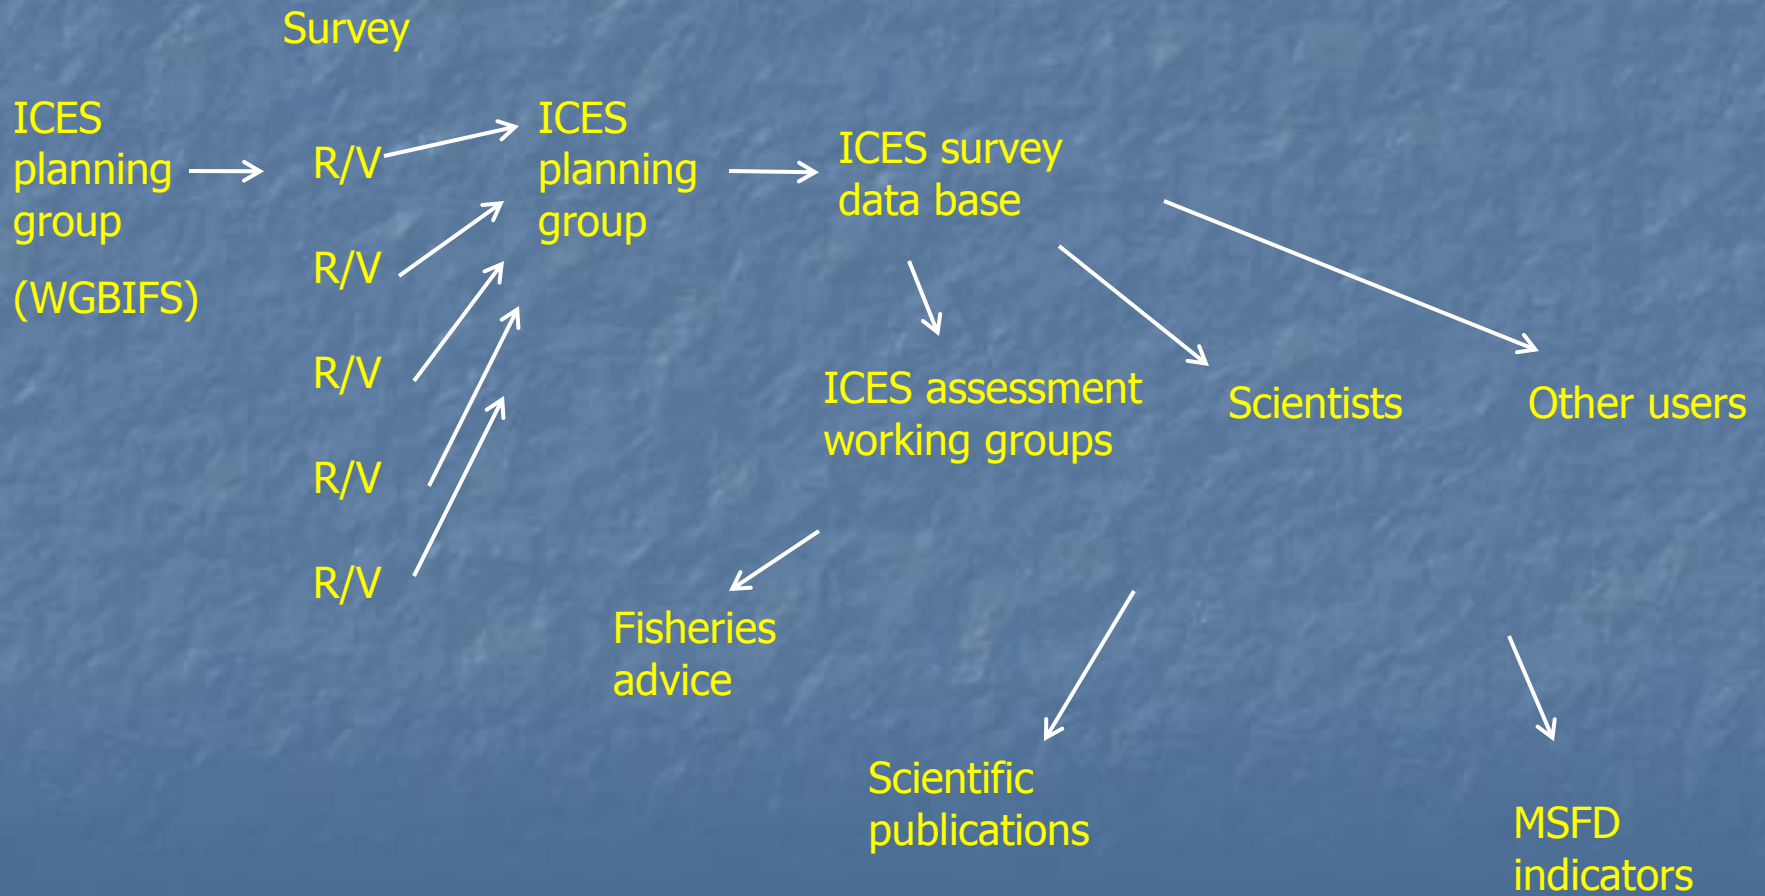 Survey
ICES
planning
group
(WGBIFS)
R/V
R/V
R/V
R/V
R/V
ICES
planning
group
ICES survey
data base
ICES assessment
working groups
Scientists
Other users
Fisheries
advice
Scientific
publications
MSFD
indicators